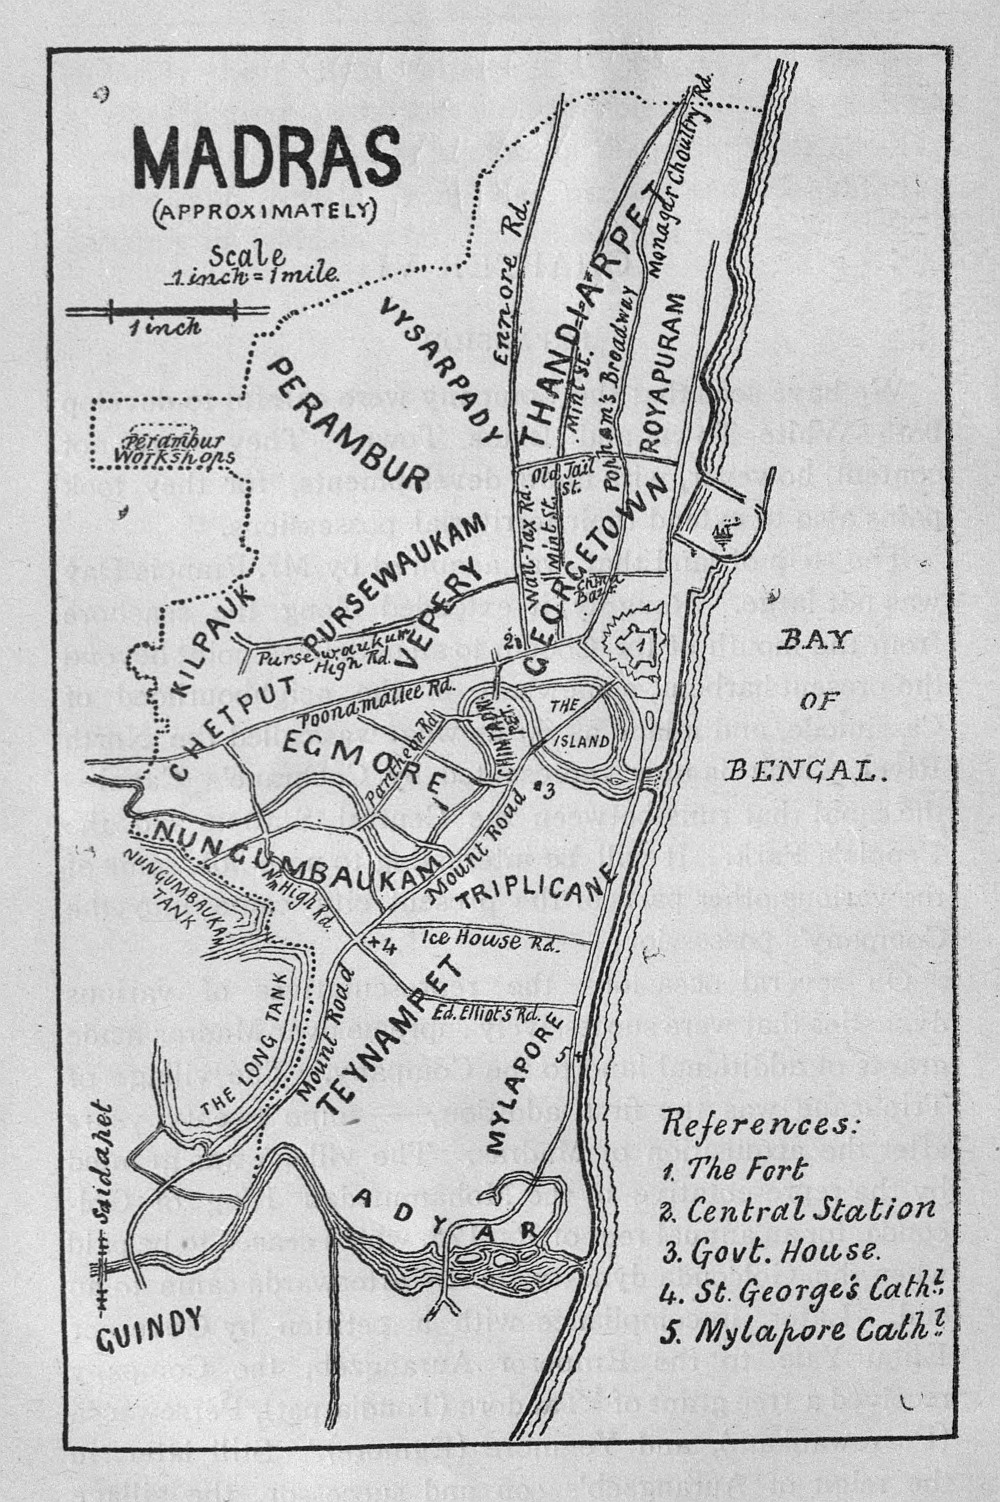 MADRAS
(APPROXIMATELY)
Scale
1 inch = 1 mile.
1 inch
Ennore Rd.
THANDIARPET
Monagar Choultry Rd.
VYSARPADY
Mint St.
Popham's Broadway
ROYAPURAM
PERAMBUR
Perambur
Workshops
Old Jail
St.
Wall Tax Rd.
Mint St.
GEORGETOWN
Bazar
PURSEWAUKAM
VEPERY
KILPAUK
Pursewaukum
High Rd.
2
1
CHETPUT
Poonamallee Rd.
CHINTADRI
PET.
THE
ISLAND
EGMORE
Pantheon Rd.
3
BAY
OF
BENGAL.
NUNGUMBAUKAM
Mount Road
NUNGUMBAUKAM
TANK
High Rd.
TRIPLICANE
4
Ice House Rd.
THE LONG TANK
Mount Road
TEYNAMPET
Ed. Elliot's Rd.
MYLAPORE
5
Saidapet
ADYAR
GUINDY
References:
1. The Fort
2. Central Station
3. Govt. House.
4. St. George's Cathl.
5. Mylapore Cathl.